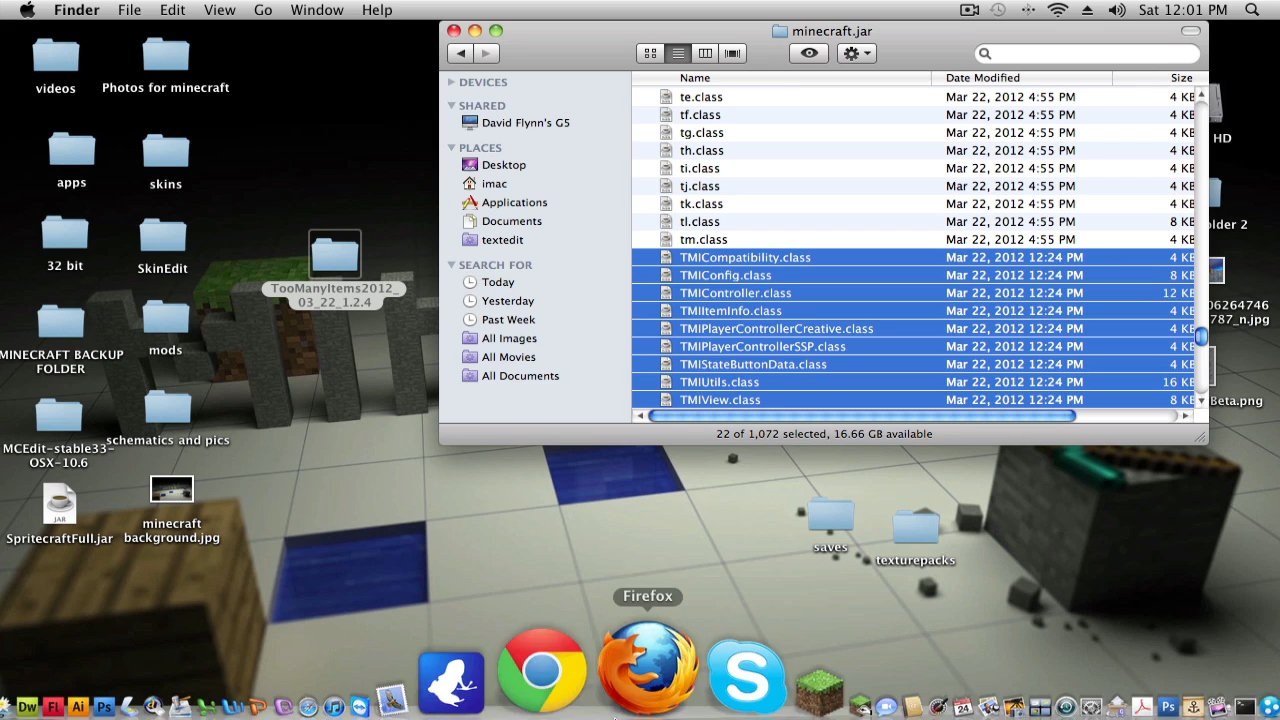 Finder File Edit View Go Window Help Sat 12:01 PM
minecraft.jar
DEVICES
SHARED
David Flynn's G5
PLACES
Desktop
imac
Applications
Documents
textedit
SEARCH FOR
Today
Yesterday
Past Week
All Images
All Movies
All Documents
Name Date Modified Size
te.class Mar 22, 2012 4:55 PM 4 KB
tf.class Mar 22, 2012 4:55 PM 4 KB
tg.class Mar 22, 2012 4:55 PM 4 KB
th.class Mar 22, 2012 4:55 PM 4 KB
ti.class Mar 22, 2012 4:55 PM 4 KB
tj.class Mar 22, 2012 4:55 PM 4 KB
tk.class Mar 22, 2012 4:55 PM 4 KB
tl.class Mar 22, 2012 4:55 PM 8 KB
tm.class Mar 22, 2012 4:55 PM 4 KB
TMICompatibility.class Mar 22, 2012 12:24 PM 4 KB
TMIConfig.class Mar 22, 2012 12:24 PM 8 KB
TMIController.class Mar 22, 2012 12:24 PM 12 KB
TMIItemInfo.class Mar 22, 2012 12:24 PM 4 KB
TMIPlayerControllerCreative.class Mar 22, 2012 12:24 PM 4 KB
TMIPlayerControllerSSP.class Mar 22, 2012 12:24 PM 4 KB
TMIStateButtonData.class Mar 22, 2012 12:24 PM 4 KB
TMIUtils.class Mar 22, 2012 12:24 PM 16 KB
TMIView.class Mar 22, 2012 12:24 PM 8 KB
22 of 1,072 selected, 16.66 GB available
videos
Photos for minecraft
apps
skins
32 bit
SkinEdit
TooManyItems2012_
03_22_1.2.4
MINECRAFT BACKUP
FOLDER
mods
MCEdit-stable33-
OSX-10.6
schematics and pics
JAR
SpritecraftFull.jar
minecraft
background.jpg
HD
older 2
06264746
787_n.jpg
Beta.png
saves
texturepacks
Firefox
S
Dw Fl Ai Ps
24
Ps